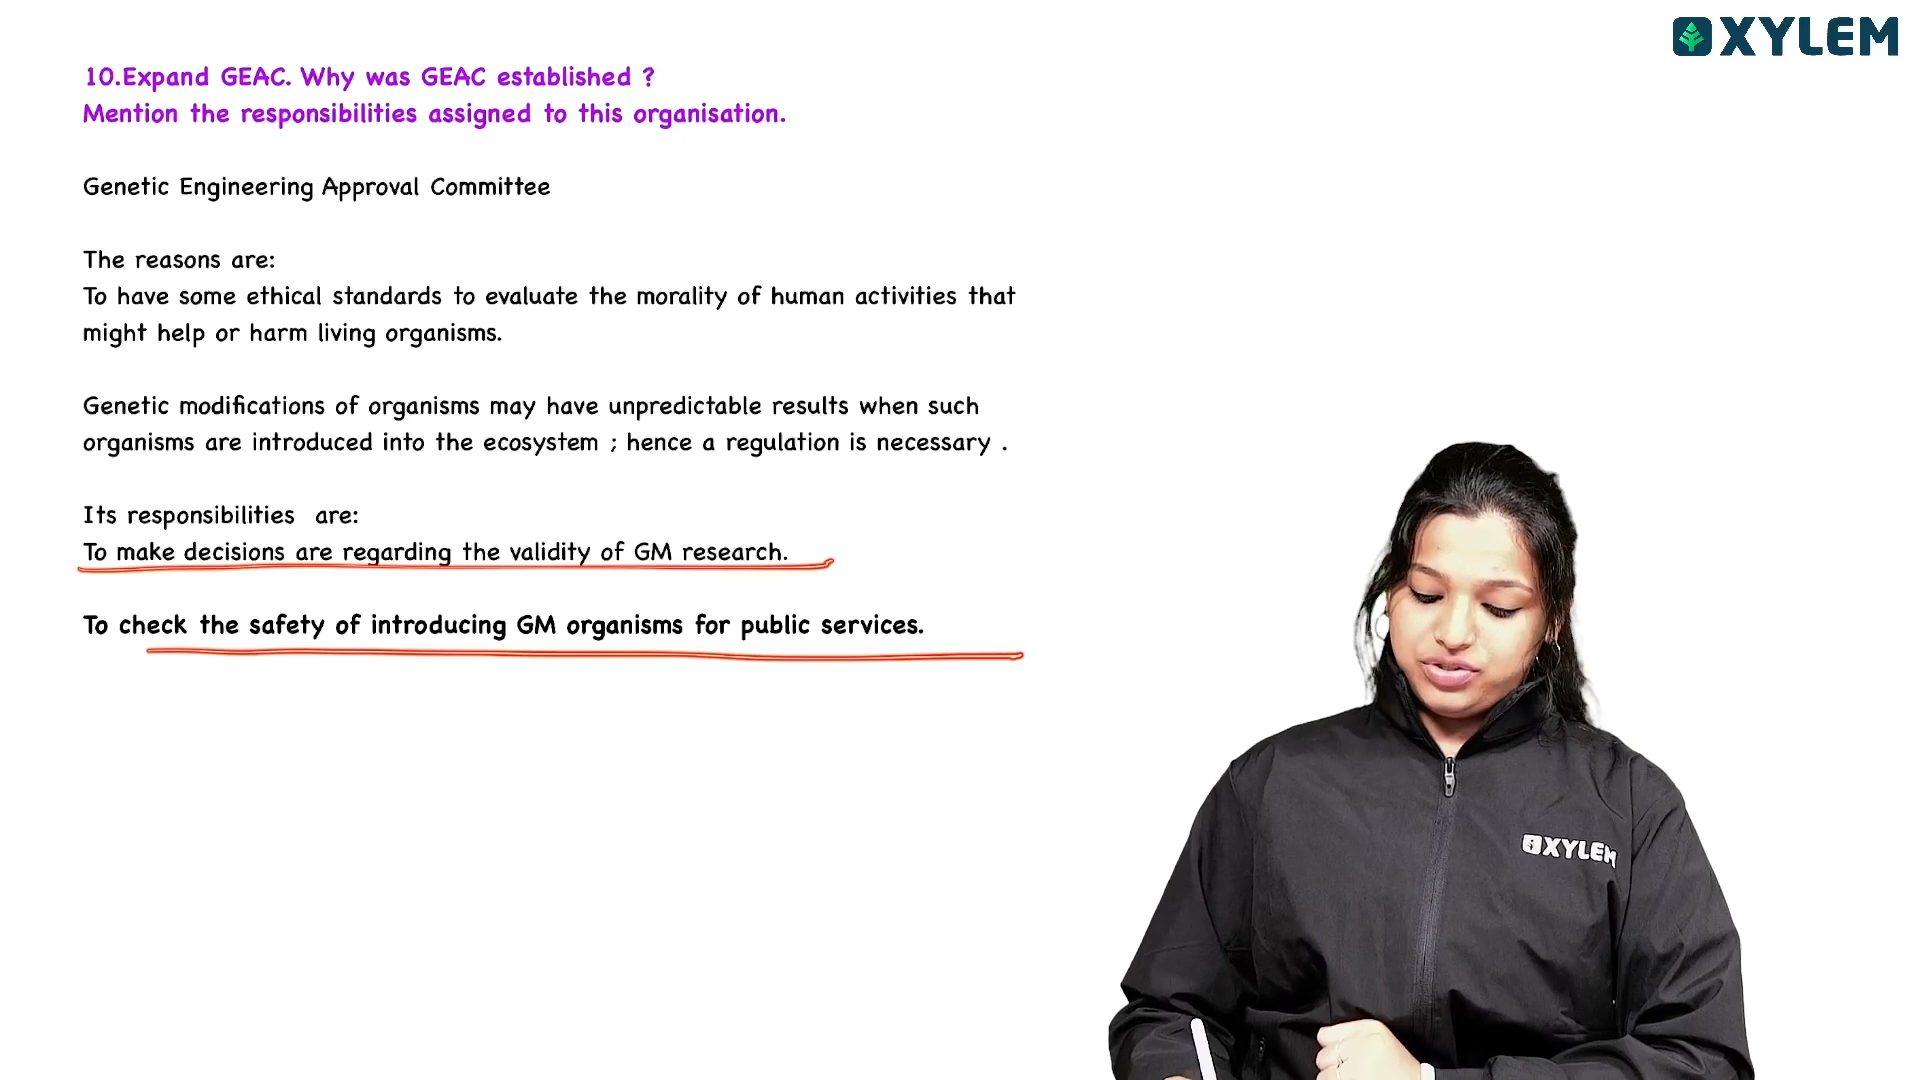 XYLEM
10.Expand GEAC. Why was GEAC established ?
Mention the responsibilities assigned to this organisation.
Genetic Engineering Approval Committee
The reasons are:
To have some ethical standards to evaluate the morality of human activities that
might help or harm living organisms.
Genetic modifications of organisms may have unpredictable results when such
organisms are introduced into the ecosystem ; hence a regulation is necessary .
Its responsibilities are:
To make decisions are regarding the validity of GM research.
To check the safety of introducing GM organisms for public services.
XYLEM